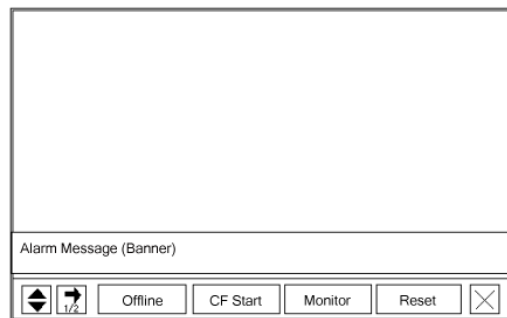 Alarm Message (Banner)
1/2 Offline CF Start Monitor Reset